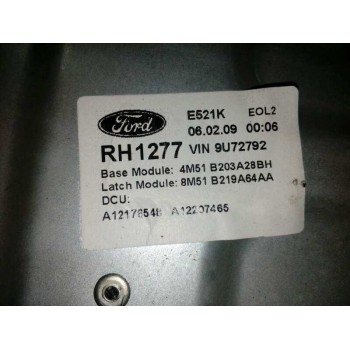 Ford
E521K EOL2
06.02.09 00:06
RH1277 VIN 9U72792
Base Module: 4M51 B203A28BH
Latch Module: 8M51 B219A64AA
DCU:
A12207465